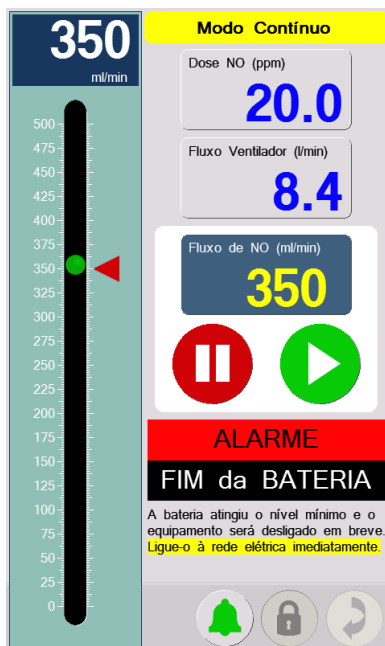 350
ml/min
500
475
450
425
400
375
350
325
300
275
250
225
200
175
150
125
100
75
50
25
0
Modo Contínuo
Dose NO (ppm)
20.0
Fluxo Ventilador (l/min)
8.4
Fluxo de NO (ml/min)
350
ALARME
FIM da BATERIA
A bateria atingiu o nível mínimo e o
equipamento será desligado em breve.
Ligue-o à rede elétrica imediatamente.